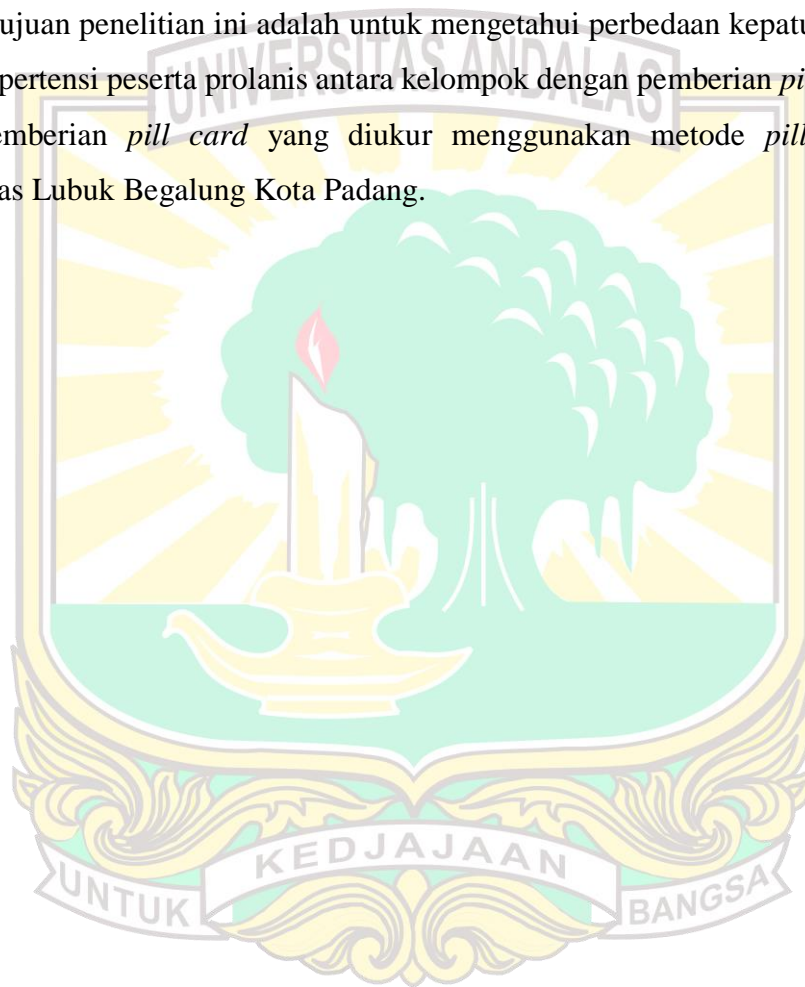 ujuan penelitian ini adalah untuk mengetahui perbedaan kepatu
pertensi peserta prolanis antara kelompok dengan pemberian pi
emberian pill card yang diukur menggunakan metode pill
as Lubuk Begalung Kota Padang.
UNIVERSITAS ANDALAS
KEDJAJAAN
UNTUK BANGSA